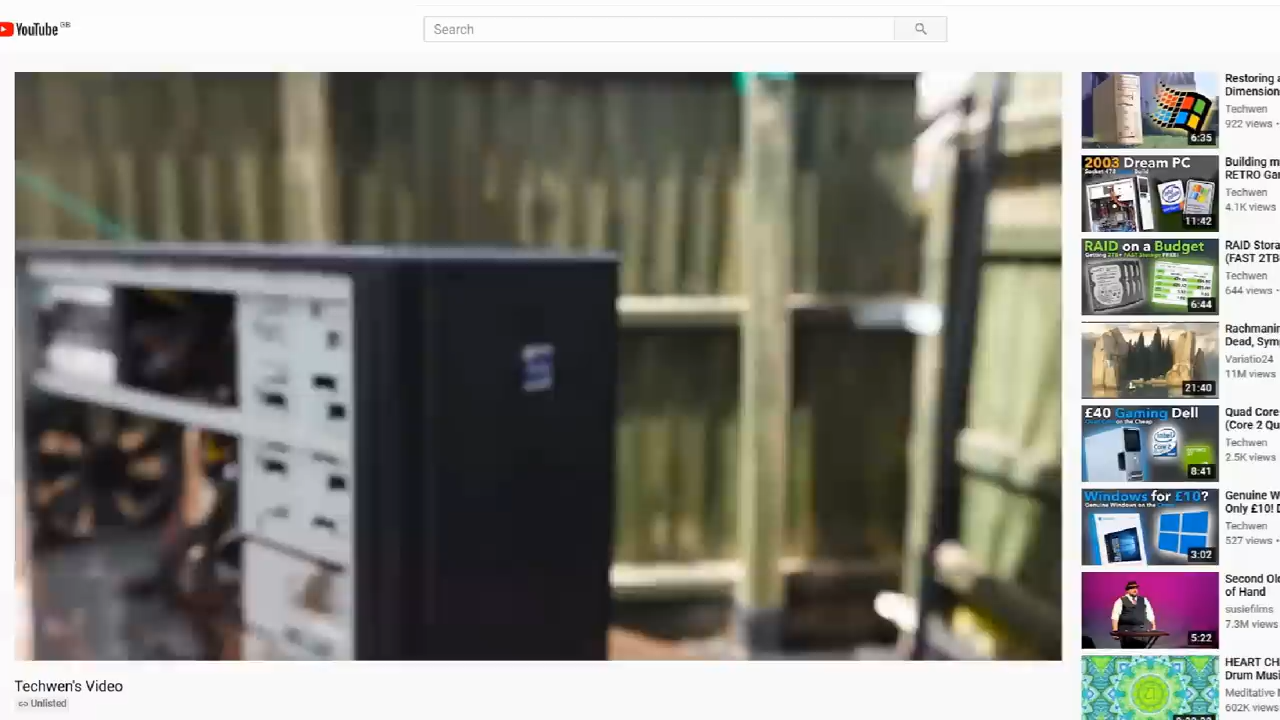 YouTube GB
Search
Restoring a
Dimension
Techwen
922 views •
6:35
2003 Dream PC
Building m
RETRO Ga
Techwen
4.1K views
11:42
RAID on a Budget
RAID Stora
(FAST 2TB
Techwen
644 views •
6:44
Rachmanin
Dead, Symp
Variatio24
11M views
21:40
£40 Gaming Dell
Quad Core
(Core 2 Qu
Techwen
2.5K views
8:41
Windows for £10?
Genuine W
Only £10! D
Techwen
527 views •
3:02
Second Old
of Hand
susiefilms
7.3M views
5:22
HEART CH
Drum Musi
Meditative M
602K views
Techwen's Video
Unlisted